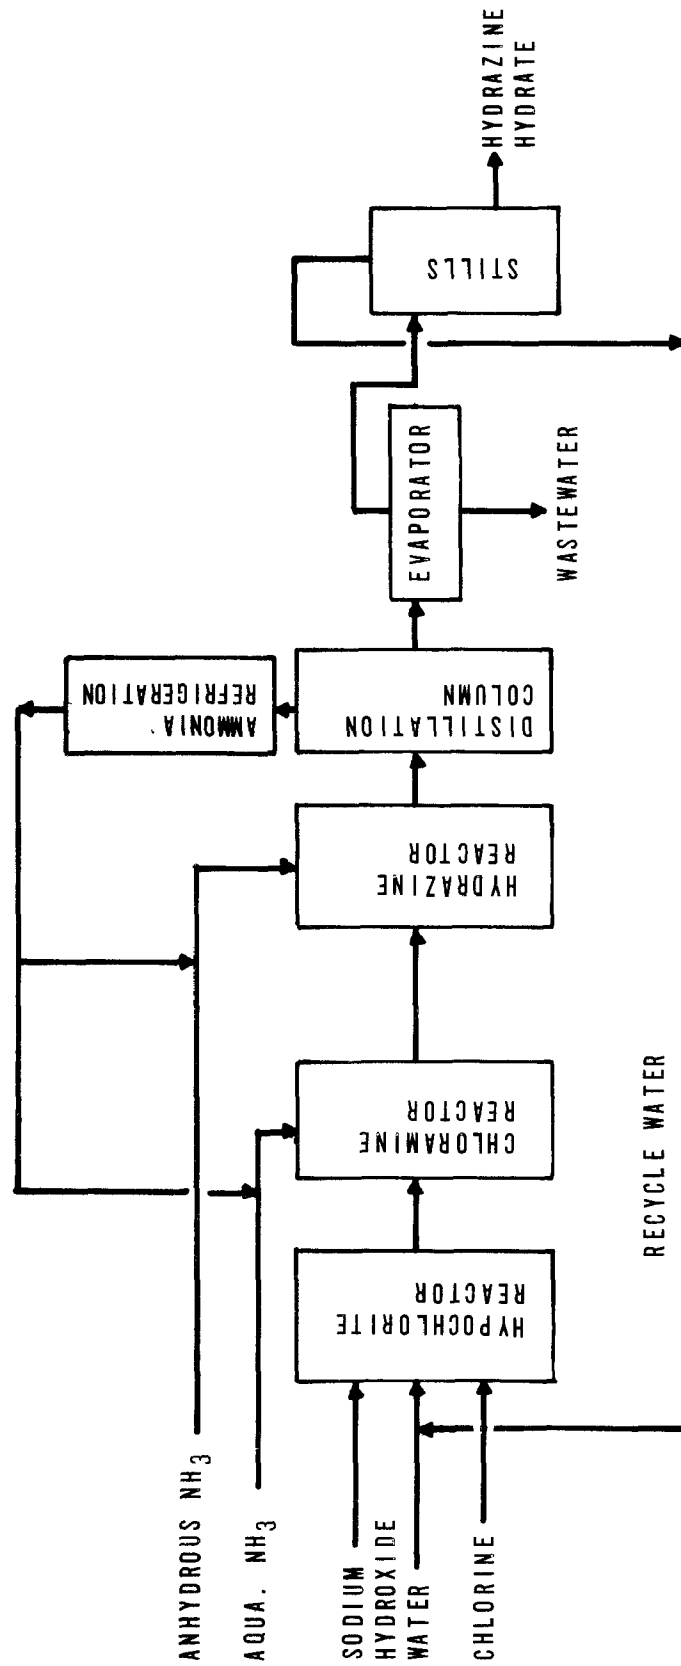 ANHYDROUS NH3
AQUA. NH3
SODIUM
HYDROXIDE
WATER
CHLORINE
HYPOCHLORITE
REACTOR
CHLORAMINE
REACTOR
HYDRAZINE
REACTOR
AMMONIA
REFRIGERATION
DISTILLATION
COLUMN
EVAPORATOR
WASTEWATER
STILLS
HYDRAZINE
HYDRATE
RECYCLE WATER